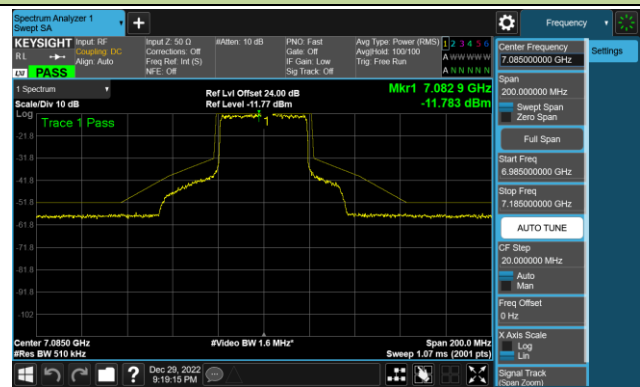 Spectrum Analyzer 1
Swept SA
Frequency
KEYSIGHT
Input: RF
Coupling: DC
Align: Auto
Input Z: 50 Ω
Corrections: Off
Freq Ref: Int (S)
NFE: Off
#Atten: 10 dB
PNO: Fast
Gate: Off
IF Gain: Low
Sig Track: Off
Avg Type: Power (RMS)
Avg|Hold: 100/100
Trig: Free Run
1 2 3 4 5 6
A W W W W W
A N N N N N
R L
LXI
PASS
1 Spectrum
Scale/Div 10 dB
Ref Lvl Offset 24.00 dB
Ref Level -11.77 dBm
Mkr1 7.082 9 GHz
-11.783 dBm
Log
Trace 1 Pass
1
-21.8
-31.8
-41.8
-51.8
-61.8
-71.8
-81.8
-91.8
-102
Center 7.0850 GHz
#Res BW 510 kHz
#Video BW 1.6 MHz*
Span 200.0 MHz
Sweep 1.07 ms (2001 pts)
Dec 29, 2022
9:19:15 PM
Center Frequency
7.085000000 GHz
Settings
Span
200.000000 MHz
Swept Span
Zero Span
Full Span
Start Freq
6.985000000 GHz
Stop Freq
7.185000000 GHz
AUTO TUNE
CF Step
20.000000 MHz
Auto
Man
Freq Offset
0 Hz
X Axis Scale
Log
Lin
Signal Track
(Span Zoom)